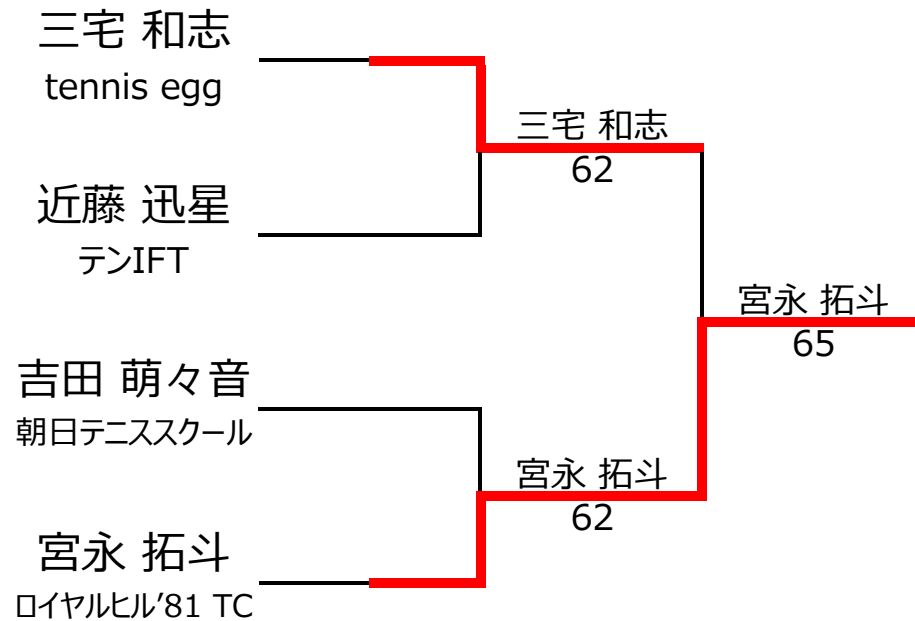 三宅 和志
tennis egg
近藤 迅星
テンIFT
吉田 萌々音
朝日テニススクール
宮永 拓斗
ロイヤルヒル'81 TC
三宅 和志
62
宮永 拓斗
62
宮永 拓斗
65